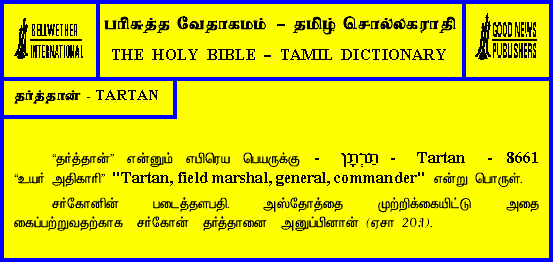 BELLWETHER
INTERNATIONAL
பரிசுத்த வேதாகமம் – தமிழ் சொல்லகராதி
THE HOLY BIBLE – TAMIL DICTIONARY
GOOD NEWS
PUBLISHERS
தர்த்தான் - TARTAN
“தர்த்தான்” என்னும் எபிரெய பெயருக்கு - תַּרְתָּן - Tartan - 8661
“உயர் அதிகாரி” "Tartan, field marshal, general, commander" என்று பொருள்.
சர்கோனின் படைத்தளபதி. அஸ்தோத்தை முற்றிக்கையிட்டு அதை
கைப்பற்றுவதற்காக சர்கோன் தர்த்தானை அனுப்பினான் (ஏசா 20:1).